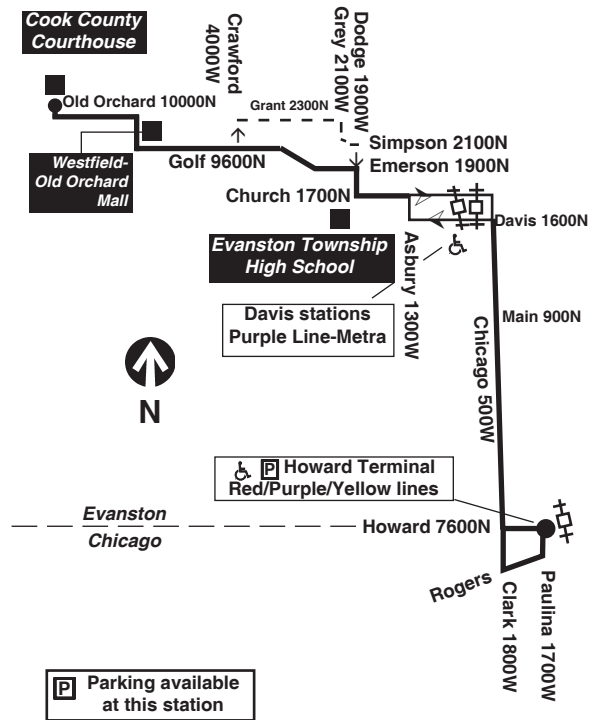 Cook County
Courthouse
Crawford
4000W
Dodge 1900W
Grey 2100W
Old Orchard 10000N
Grant 2300N
Simpson 2100N
Westfield-
Old Orchard
Mall
Golf 9600N
Emerson 1900N
Church 1700N
Davis 1600N
Evanston Township
High School
Asbury 1300W
Davis stations
Purple Line-Metra
Main 900N
Chicago 500W
N
P Howard Terminal
Red/Purple/Yellow lines
Evanston
Chicago
Howard 7600N
Rogers
Clark 1800W
Paulina 1700W
P Parking available
at this station